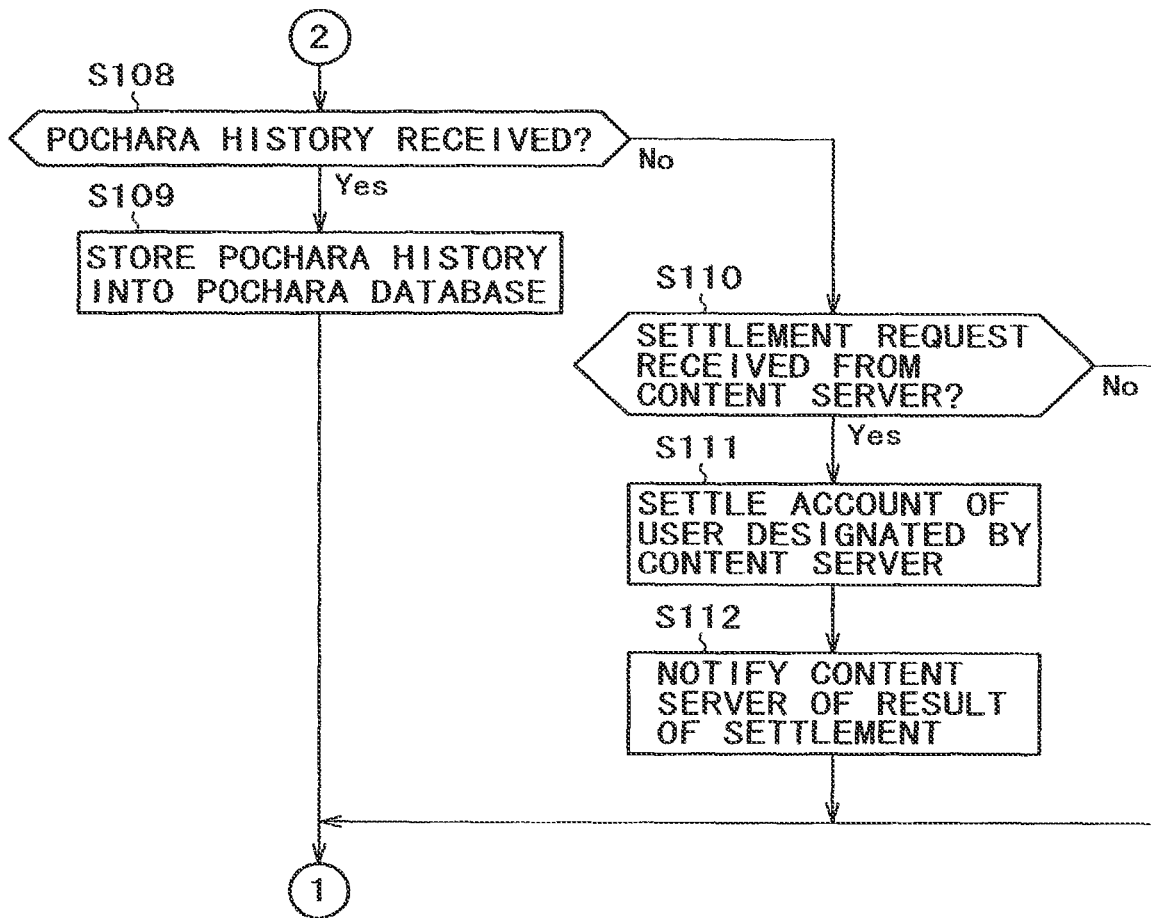 2
S108
POCHARA HISTORY RECEIVED?
No
Yes
S109
STORE POCHARA HISTORY
INTO POCHARA DATABASE
S110
SETTLEMENT REQUEST
RECEIVED FROM
CONTENT SERVER?
No
Yes
S111
SETTLE ACCOUNT OF
USER DESIGNATED BY
CONTENT SERVER
S112
NOTIFY CONTENT
SERVER OF RESULT
OF SETTLEMENT
1